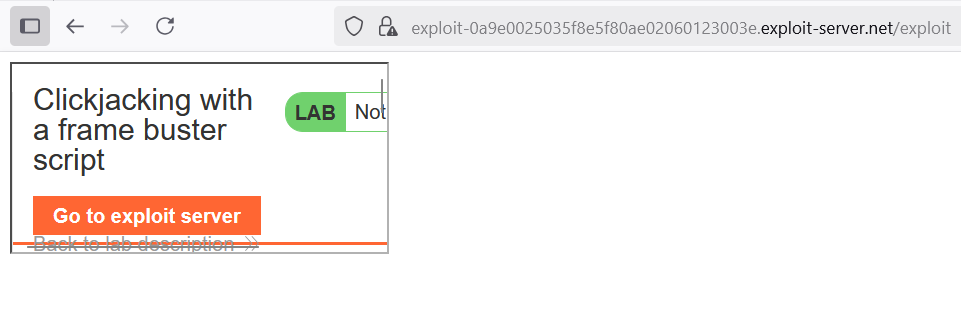 exploit-0a9e0025035f8e5f80ae02060123003e.exploit-server.net/exploit
Clickjacking with
a frame buster
script
LAB Not
Go to exploit server
Back to lab description